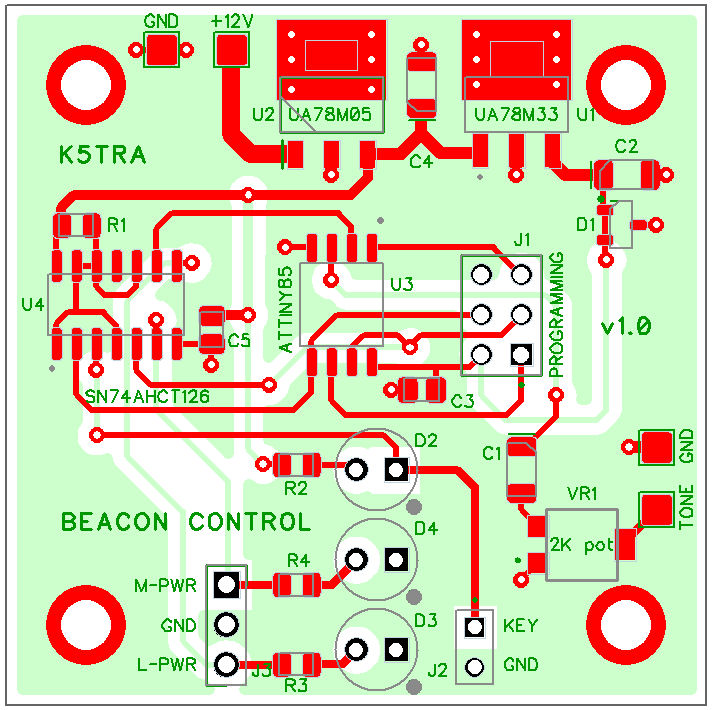 GND
+12V
U2
UA78M05
UA78M33
U1
K5TRA
C4
C2
R1
D1
J1
U4
ATTINY85
U3
PROGRAMMING
v1.0
C5
SN74AHCT126
C3
D2
C1
GND
R2
VR1
TONE
BEACON CONTROL
D4
2K pot
R4
M-PWR
D3
GND
KEY
L-PWR
J3
R3
J2
GND